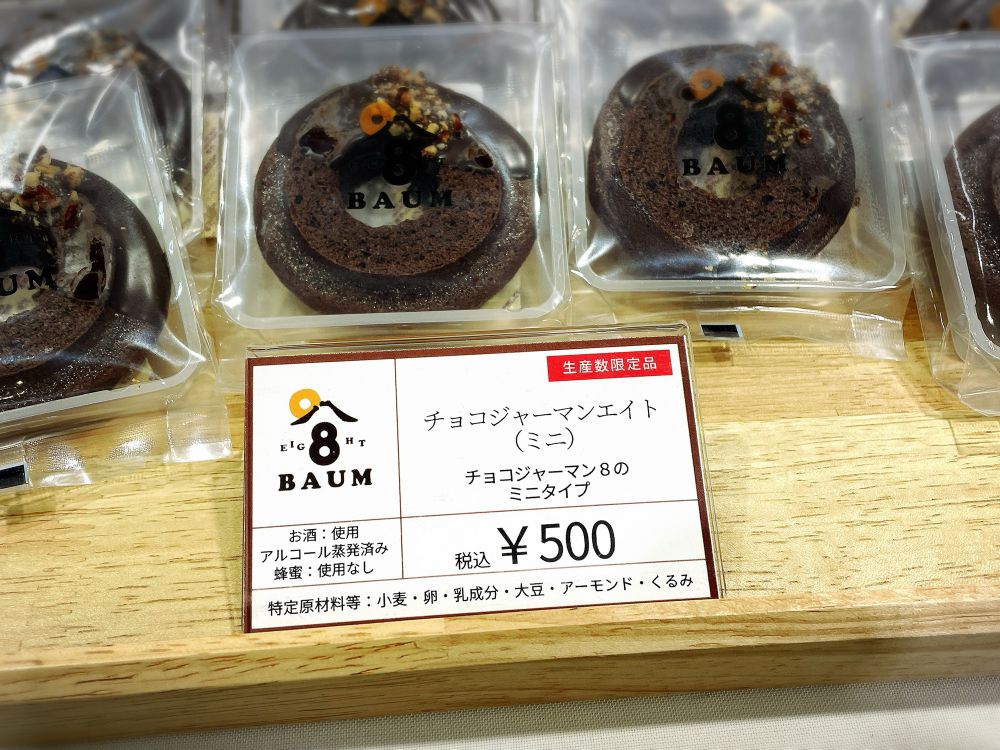 8
BAUM
8
BAUM
UM
生産数限定品
EIGHT
8
BAUM
チョコジャーマンエイト
（ミニ）
チョコジャーマン８の
ミニタイプ
お酒：使用
アルコール蒸発済み
蜂蜜：使用なし
税込 ￥500
特定原材料等：小麦・卵・乳成分・大豆・アーモンド・くるみ